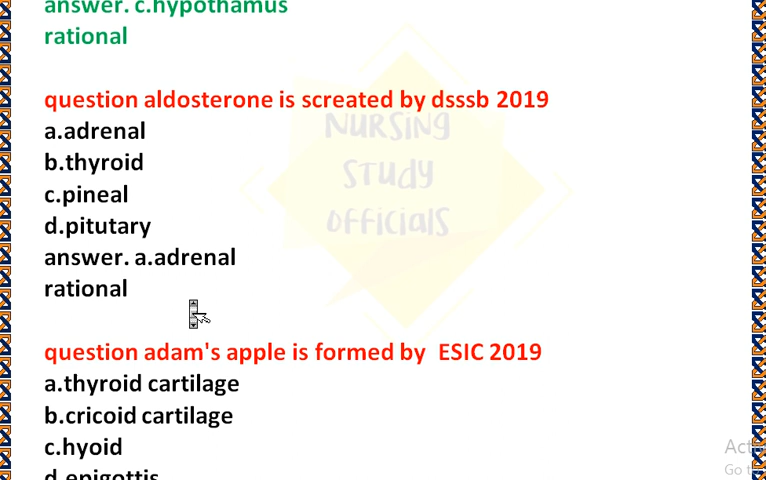 answer. c.hypothamus
rational
question aldosterone is screated by dsssb 2019
a.adrenal
b.thyroid
c.pineal
d.pitutary
answer. a.adrenal
rational
question adam's apple is formed by  ESIC 2019
a.thyroid cartilage
b.cricoid cartilage
c.hyoid
d.epigottis
NURSING
STUDY
OFFICIALS
Go to